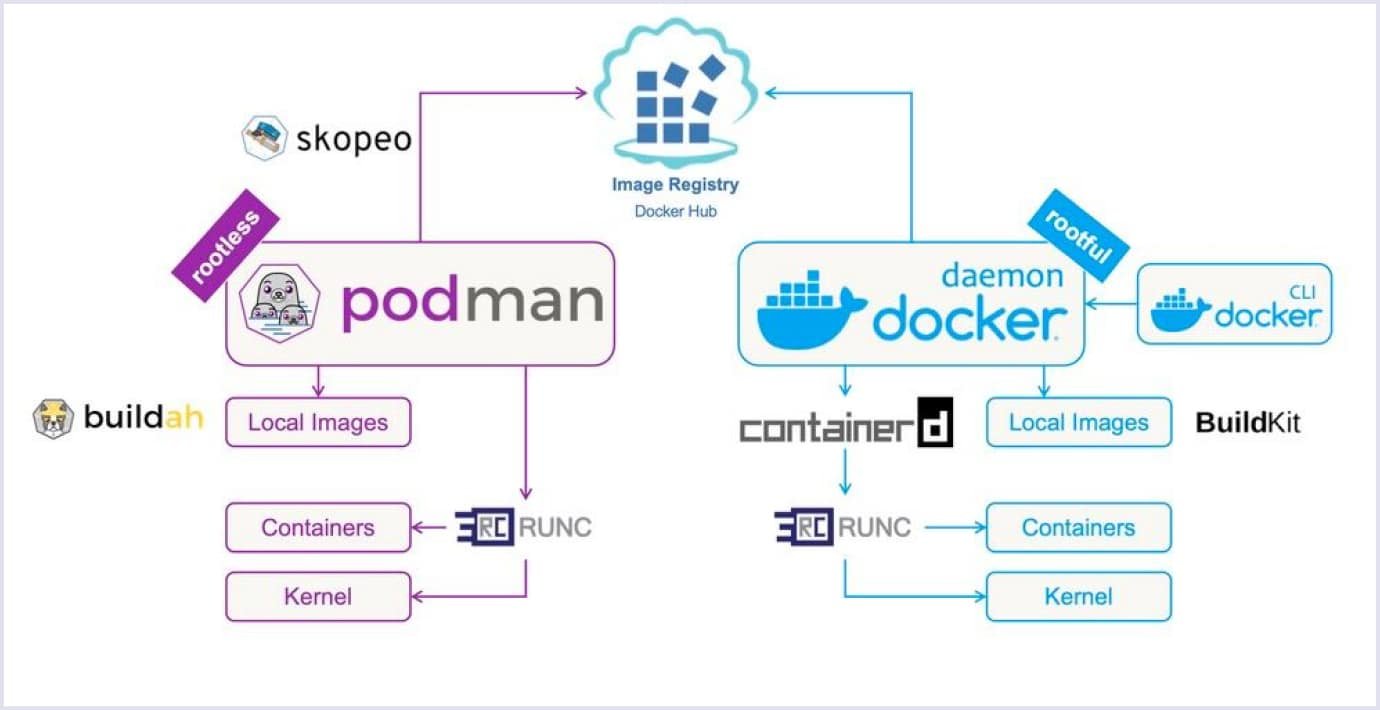 skopeo
Image Registry
Docker Hub
rootless
podman
rootful
daemon
docker
CLI
docker
buildah
Local Images
containerd
Local Images
BuildKit
Containers
RC RUNC
RC RUNC
Containers
Kernel
Kernel